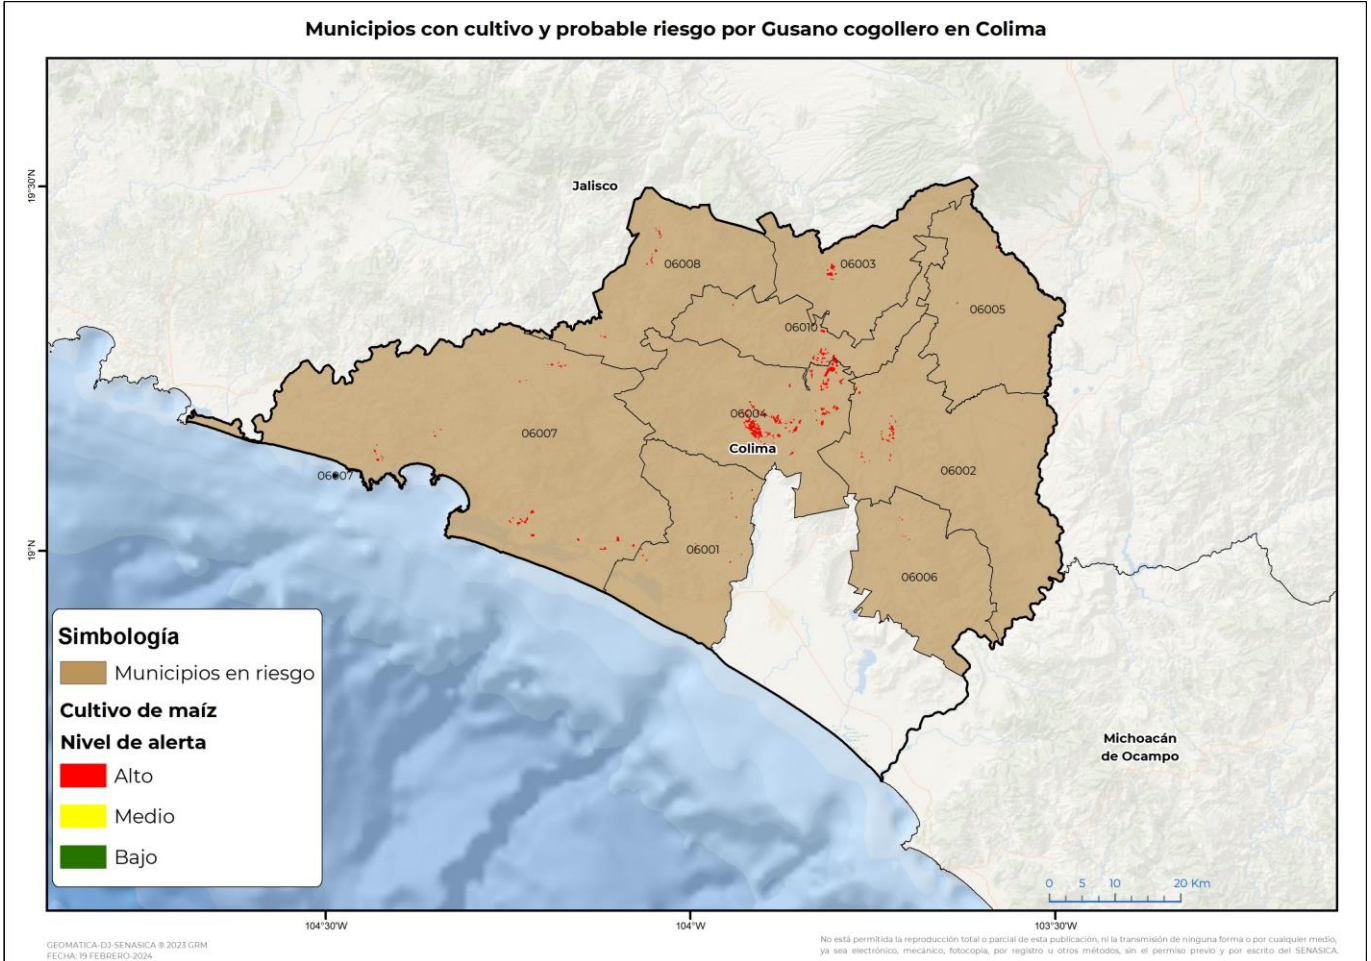 Municipios con cultivo y probable riesgo por Gusano cogollero en Colima
19°30'N
Jalisco
06008
06003
06005
06010
06004
06007
Colima
06002
06007
19°N
06001
06006
Simbología
Municipios en riesgo
Cultivo de maíz
Nivel de alerta
Alto
Medio
Bajo
Michoacán
de Ocampo
0 5 10 20 Km
104°30'W
104°W
103°30'W
GEOMATICA-DJ-SENASICA ® 2023 GRM
FECHA: 19 FEBRERO-2024
No está permitida la reproducción total o parcial de esta publicación, ni la transmisión de ninguna forma o por cualquier medio,
ya sea electrónico, mecánico, fotocopia, por registro u otros métodos, sin el permiso previo y por escrito del SENASICA.